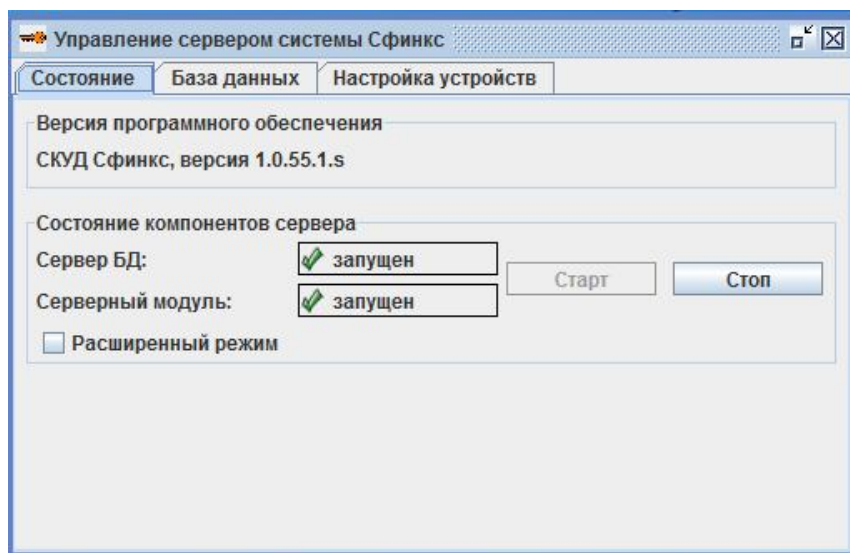 Управление сервером системы Сфинкс
Состояние База данных Настройка устройств
Версия программного обеспечения
СКУД Сфинкс, версия 1.0.55.1.s
Состояние компонентов сервера
Сервер БД: запущен
Старт Стоп
Серверный модуль: запущен
Расширенный режим